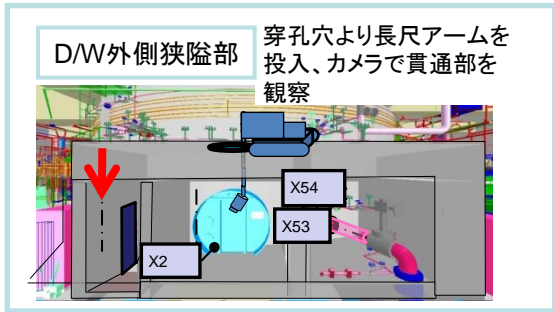 D/W外側狭隘部
穿孔穴より長尺アームを
投入、カメラで貫通部を
観察
X54
X53
X2